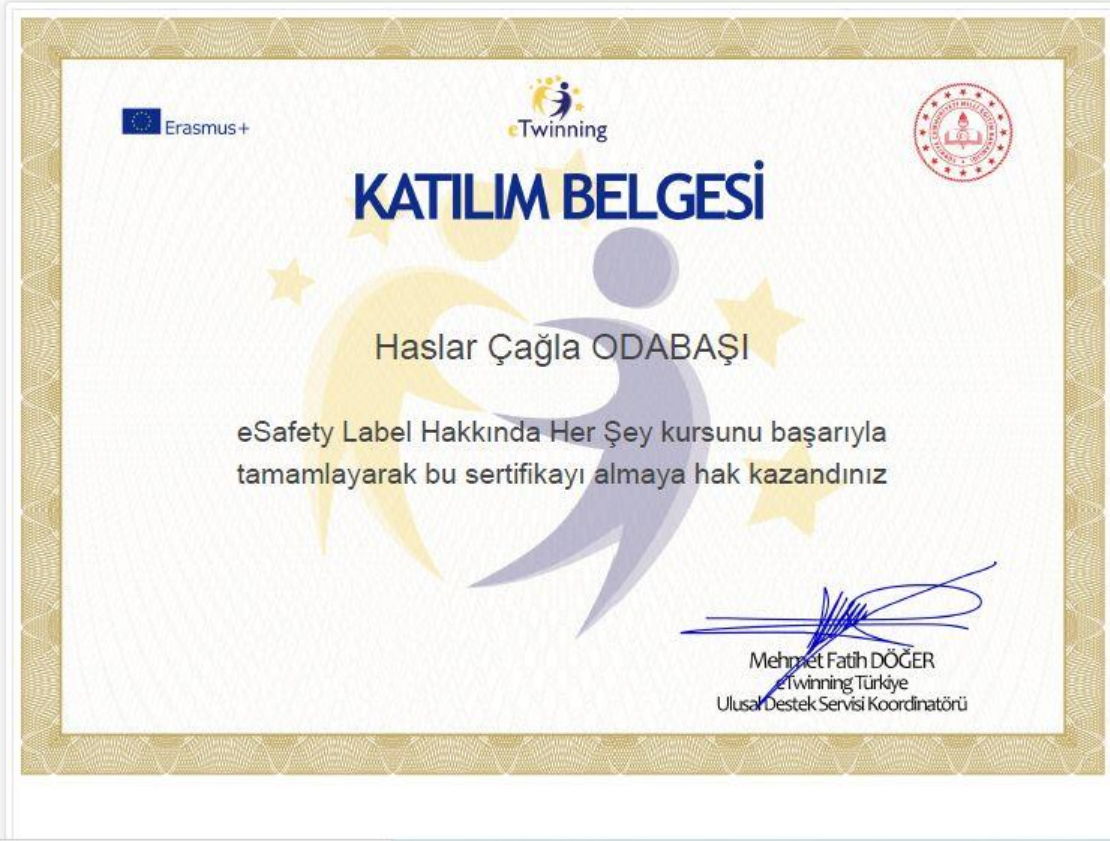 Erasmus+
eTwinning
KATILIM BELGESİ
Haslar Çağla ODABAŞI
eSafety Label Hakkında Her Şey kursunu başarıyla
tamamlayarak bu sertifikayı almaya hak kazandınız
Mehmet Fatih DÖĞER
eTwinning Türkiye
Ulusal Destek Servisi Koordinatörü